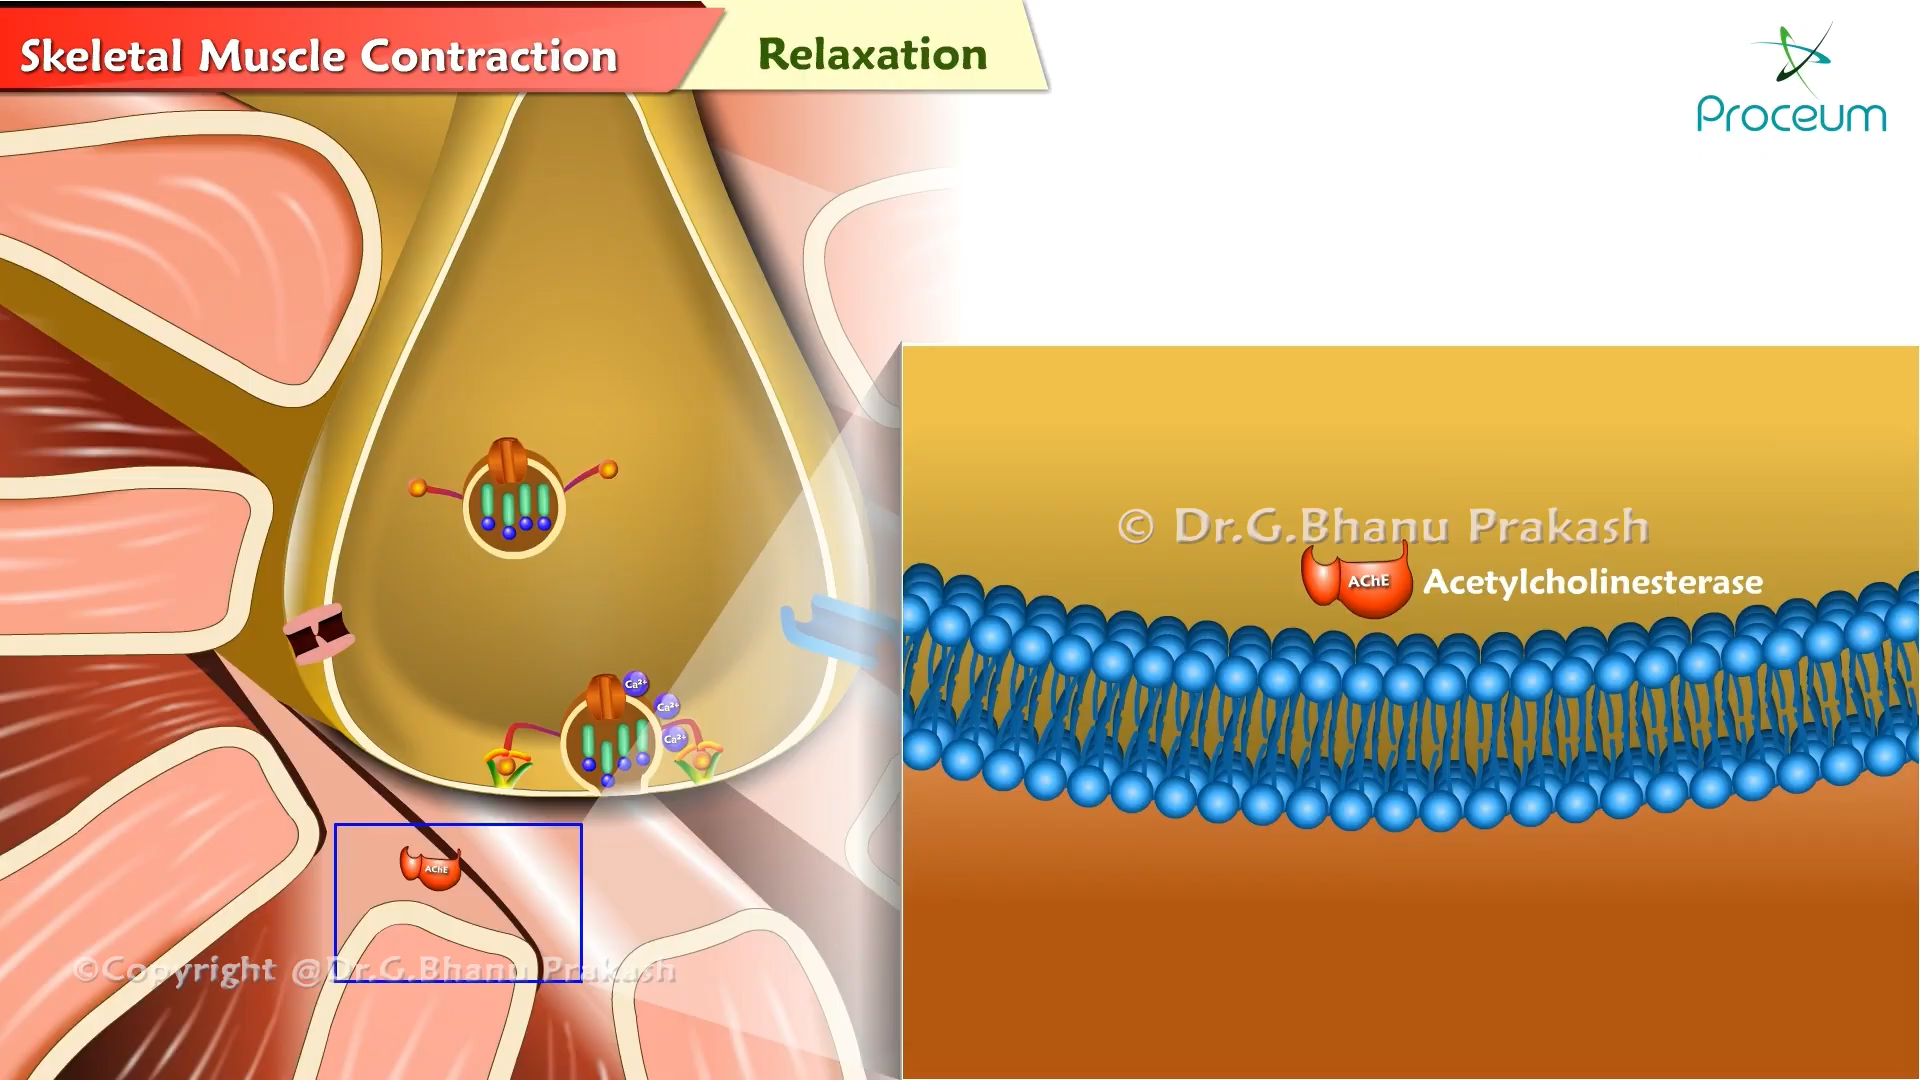 Skeletal Muscle Contraction
Relaxation
Proceum
© Dr.G.Bhanu Prakash
AChE
Acetylcholinesterase
Ca²⁺
Ca²⁺
Ca²⁺
AChE
©Copyright @Dr.G.Bhanu Prakash